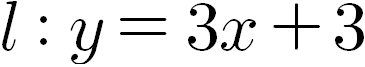 l : y = 3x + 3